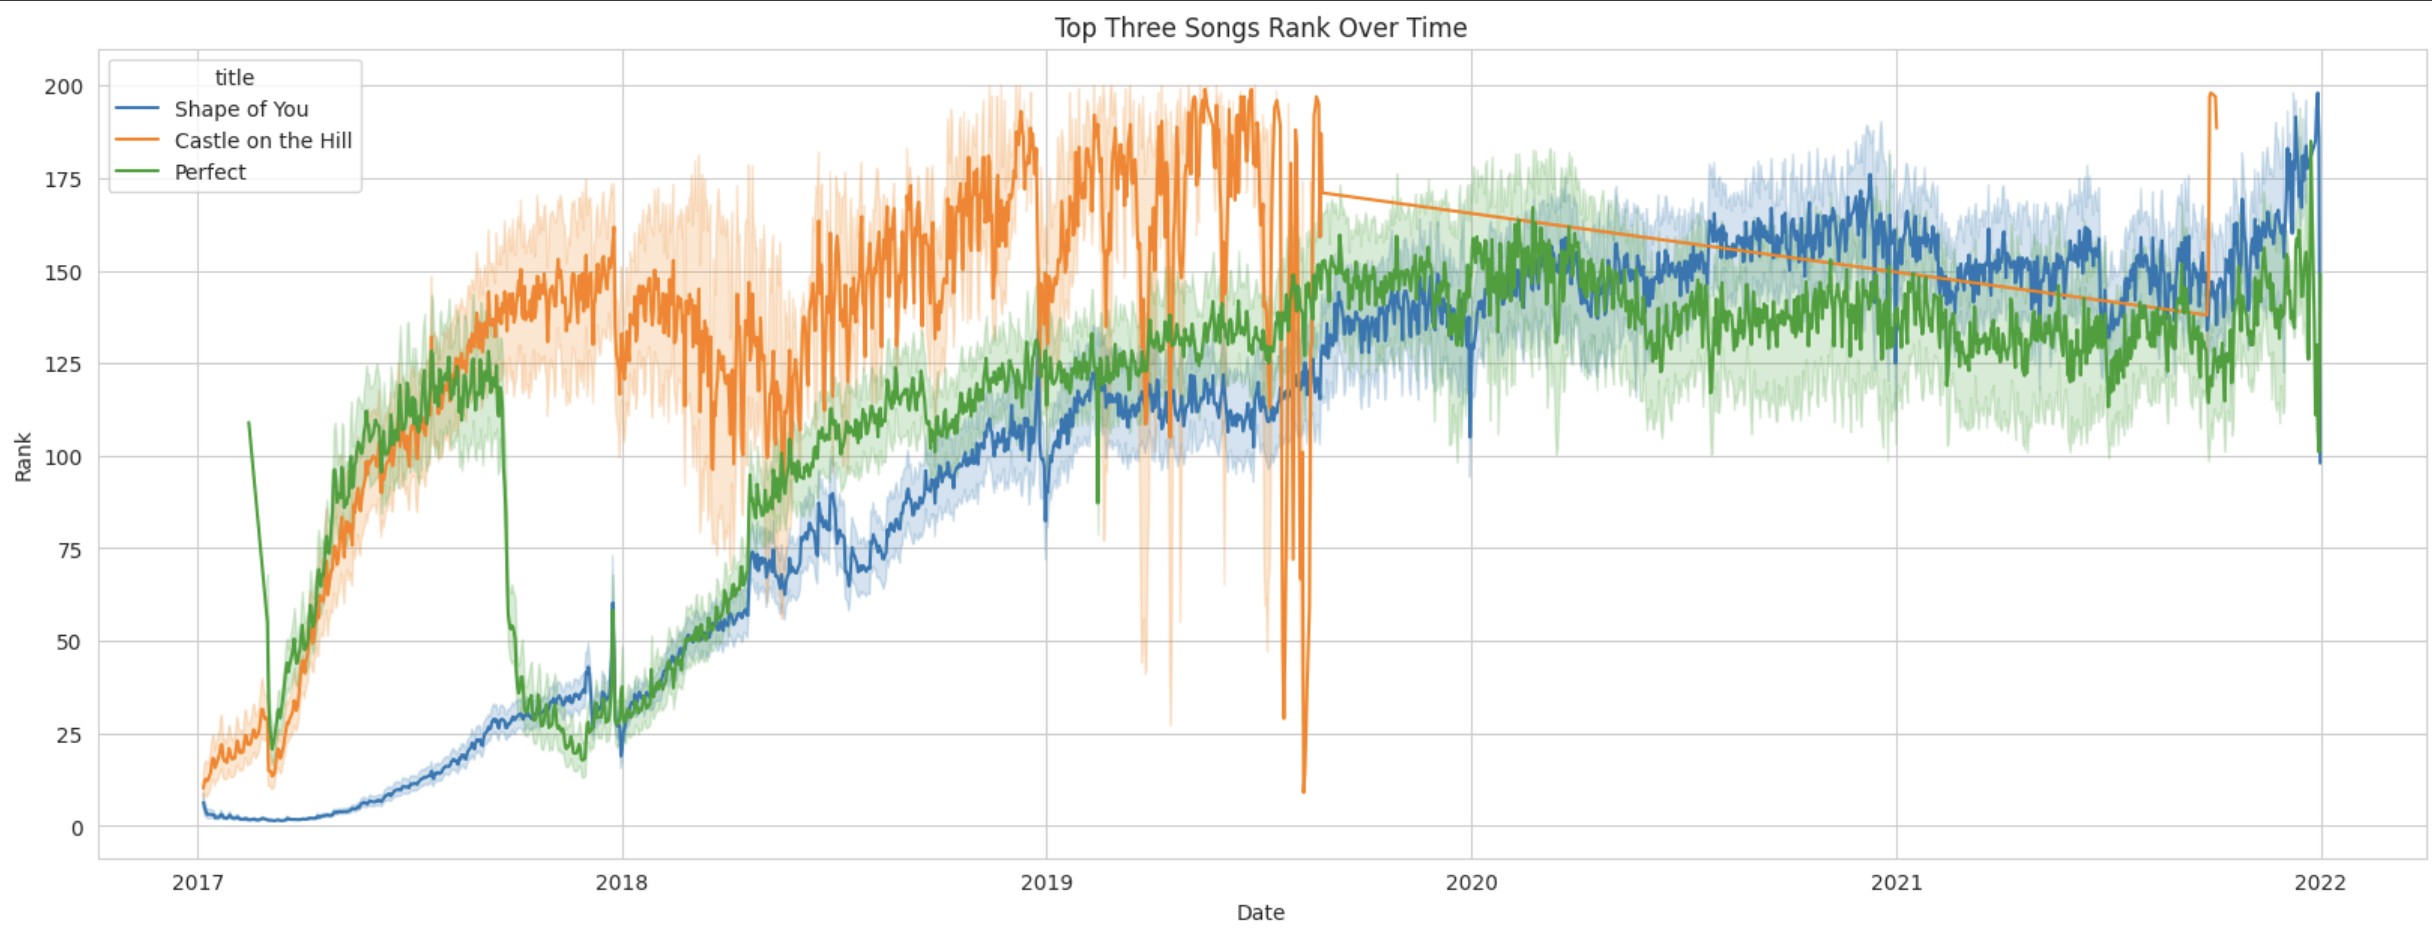 Top Three Songs Rank Over Time
title
Shape of You
Castle on the Hill
Perfect
Rank
200
175
150
125
100
75
50
25
0
2017 2018 2019 2020 2021 2022
Date